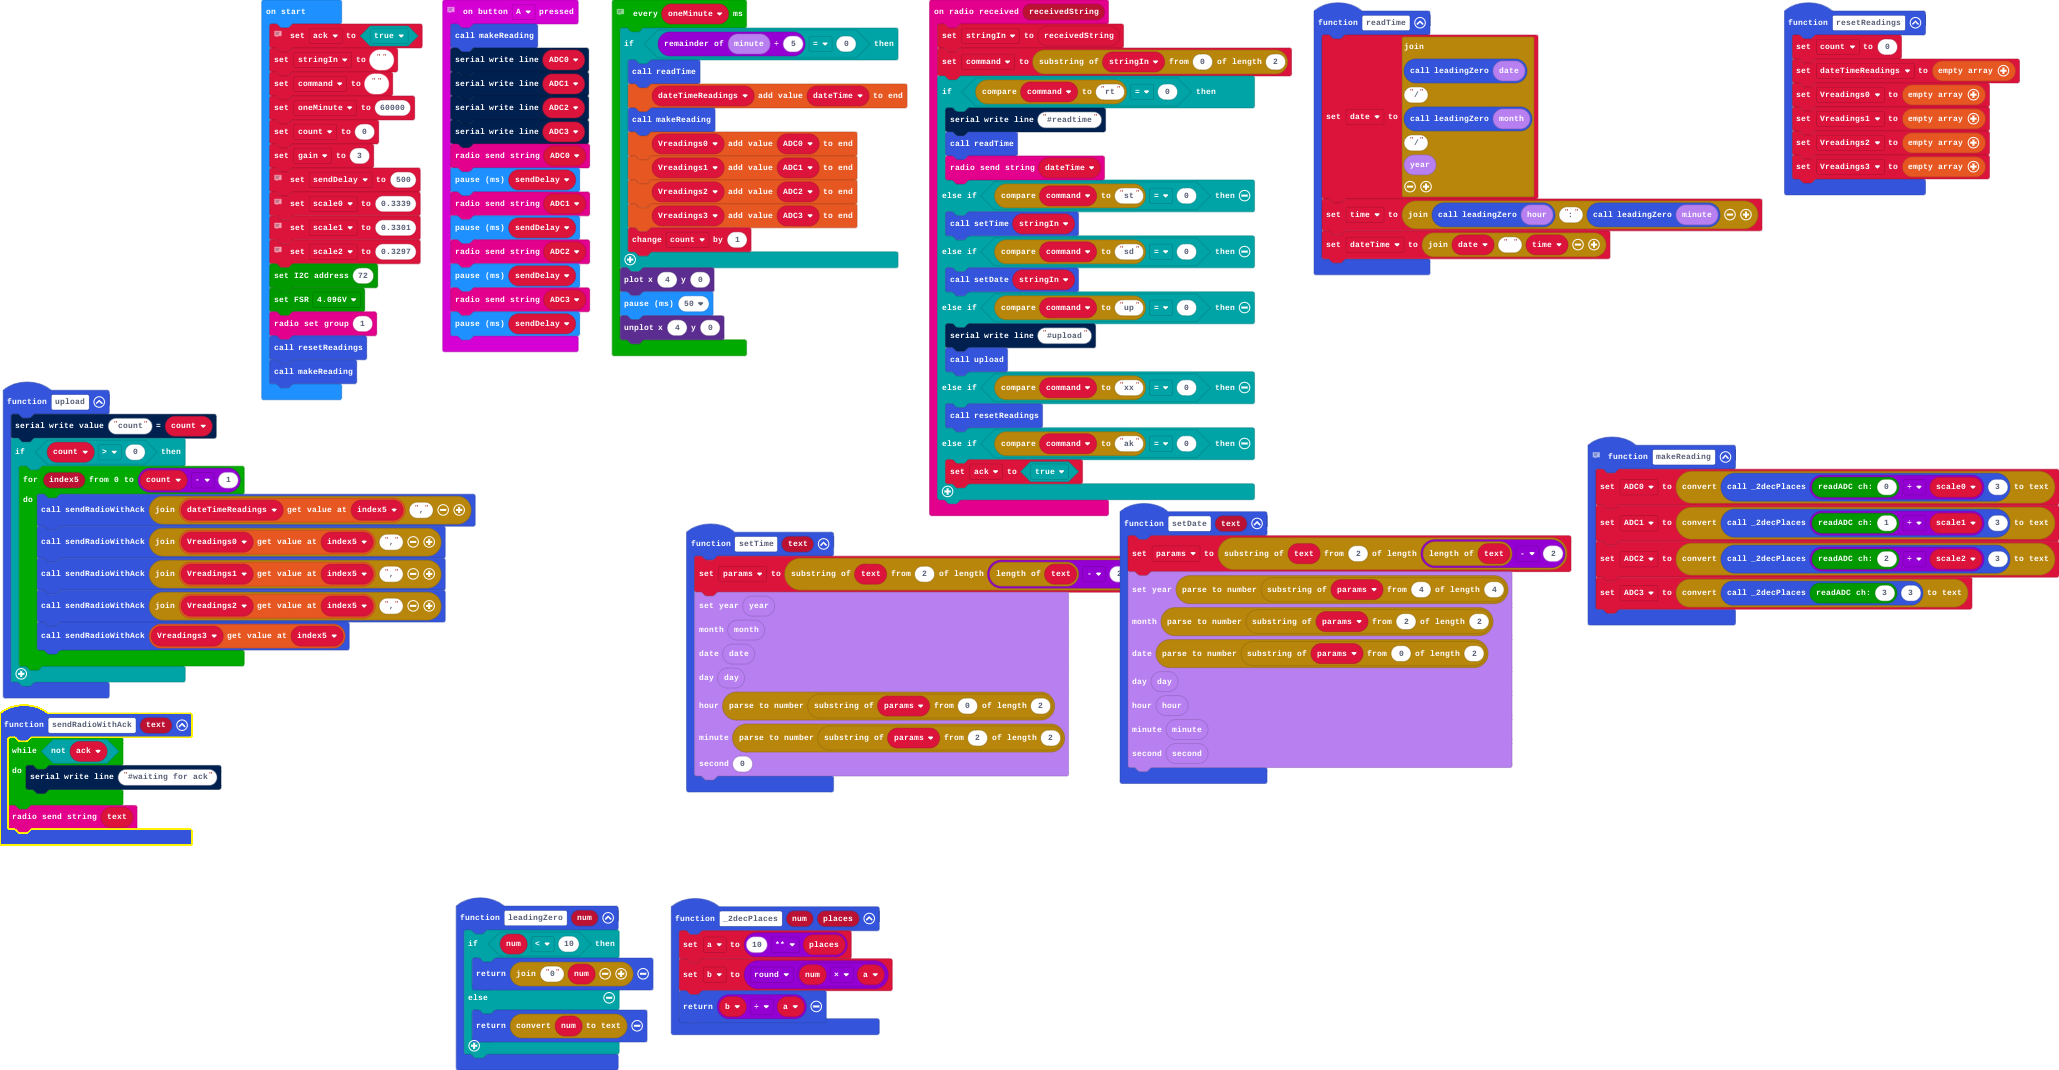 on start
set ack to true
set stringIn to ""
set command to ""
set oneMinute to 60000
set count to 0
set gain to 3
set sendDelay to 500
set scale0 to 0.3339
set scale1 to 0.3301
set scale2 to 0.3297
set I2C address 72
set FSR 4.096V
radio set group 1
call resetReadings
call makeReading
on button A pressed
call makeReading
serial write line ADC0
serial write line ADC1
serial write line ADC2
serial write line ADC3
radio send string ADC0
pause (ms) sendDelay
radio send string ADC1
pause (ms) sendDelay
radio send string ADC2
pause (ms) sendDelay
radio send string ADC3
pause (ms) sendDelay
every oneMinute ms
if remainder of minute ÷ 5 = 0 then
call readTime
dateTimeReadings add value dateTime to end
call makeReading
Vreadings0 add value ADC0 to end
Vreadings1 add value ADC1 to end
Vreadings2 add value ADC2 to end
Vreadings3 add value ADC3 to end
change count by 1
plot x 4 y 0
pause (ms) 50
unplot x 4 y 0
on radio received receivedString
set stringIn to receivedString
set command to substring of stringIn from 0 of length 2
if compare command to "rt" = 0 then
serial write line "#readtime"
call readTime
radio send string dateTime
else if compare command to "st" = 0 then
call setTime stringIn
else if compare command to "sd" = 0 then
call setDate stringIn
else if compare command to "up" = 0 then
serial write line "#upload"
call upload
else if compare command to "xx" = 0 then
call resetReadings
else if compare command to "ak" = 0 then
set ack to true
function readTime
join
call leadingZero date
"/"
set date to call leadingZero month
"/"
year
set time to join call leadingZero hour ":" call leadingZero minute
set dateTime to join date " " time
function resetReadings
set count to 0
set dateTimeReadings to empty array
set Vreadings0 to empty array
set Vreadings1 to empty array
set Vreadings2 to empty array
set Vreadings3 to empty array
function upload
serial write value "count" = count
if count > 0 then
for index5 from 0 to count - 1
do
call sendRadioWithAck join dateTimeReadings get value at index5 ","
call sendRadioWithAck join Vreadings0 get value at index5 ","
call sendRadioWithAck join Vreadings1 get value at index5 ","
call sendRadioWithAck join Vreadings2 get value at index5 ","
call sendRadioWithAck Vreadings3 get value at index5
function sendRadioWithAck text
while not ack
do
serial write line "#waiting for ack"
radio send string text
function setTime text
set params to substring of text from 2 of length length of text - 2
set year year
month month
date date
day day
hour parse to number substring of params from 0 of length 2
minute parse to number substring of params from 2 of length 2
second 0
function setDate text
set params to substring of text from 2 of length length of text - 2
set year parse to number substring of params from 4 of length 4
month parse to number substring of params from 2 of length 2
date parse to number substring of params from 0 of length 2
day day
hour hour
minute minute
second second
function makeReading
set ADC0 to convert call _2decPlaces readADC ch: 0 ÷ scale0 3 to text
set ADC1 to convert call _2decPlaces readADC ch: 1 ÷ scale1 3 to text
set ADC2 to convert call _2decPlaces readADC ch: 2 ÷ scale2 3 to text
set ADC3 to convert call _2decPlaces readADC ch: 3 3 to text
function leadingZero num
if num < 10 then
return join "0" num
else
return convert num to text
function _2decPlaces num places
set a to 10 ** places
set b to round num × a
return b ÷ a